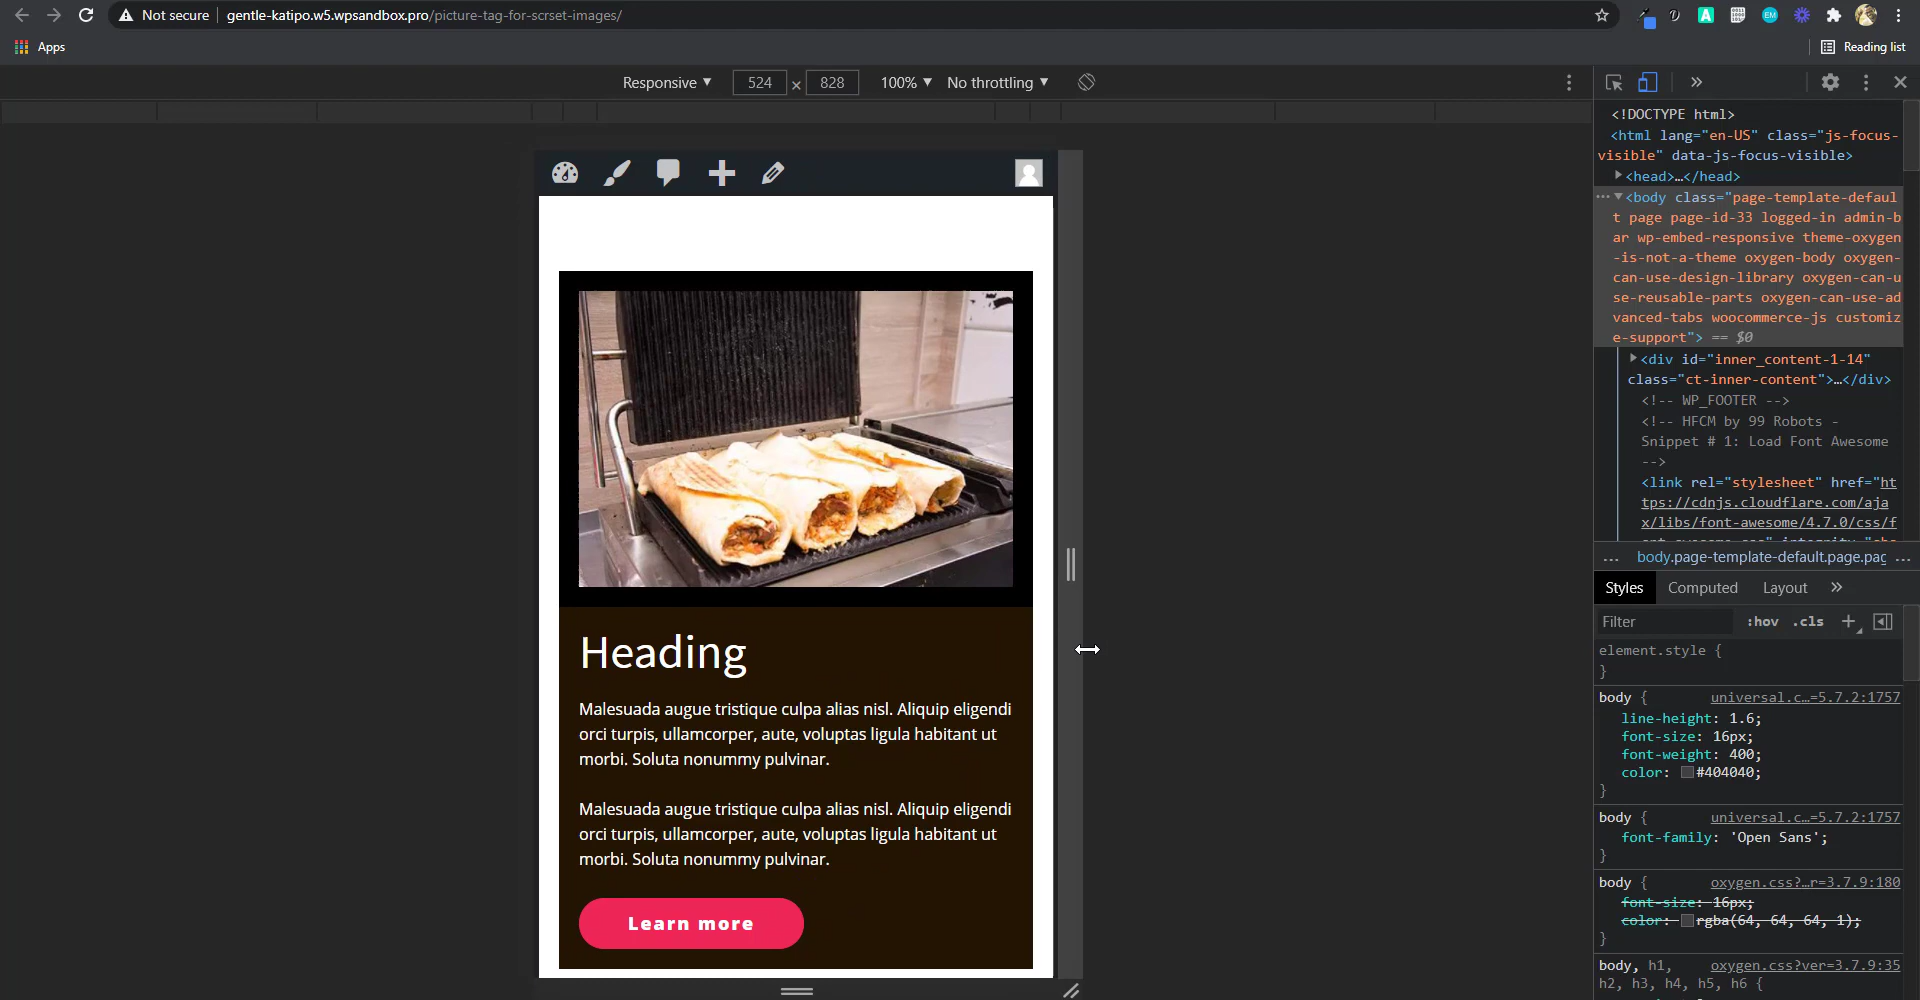 Not secure
gentle-katipo.w5.wpsandbox.pro/picture-tag-for-scrset-images/
Apps
Reading list
Responsive ▼ 524 × 828 100% ▼ No throttling ▼
<!DOCTYPE html>
<html lang="en-US" class="js-focus-
visible" data-js-focus-visible>
▶<head>…</head>
…▼<body class="page-template-defaul
t page page-id-33 logged-in admin-b
ar wp-embed-responsive theme-oxygen
-is-not-a-theme oxygen-body oxygen-
can-use-design-library oxygen-can-u
se-reusable-parts oxygen-can-use-ad
vanced-tabs woocommerce-js customiz
e-support"> == $0
▶<div id="inner_content-1-14"
class="ct-inner-content">…</div>
<!-- WP_FOOTER -->
<!-- HFCM by 99 Robots -
Snippet # 1: Load Font Awesome
-->
<link rel="stylesheet" href="ht
tps://cdnjs.cloudflare.com/aja
x/libs/font-awesome/4.7.0/css/f
... body.page-template-default.page.pag ...
Styles Computed Layout »
Filter :hov .cls +
element.style {
}
body { universal.c…=5.7.2:1757
line-height: 1.6;
font-size: 16px;
font-weight: 400;
color: #404040;
}
body { universal.c…=5.7.2:1757
font-family: 'Open Sans';
}
body { oxygen.css?…r=3.7.9:180
font-size: 16px;
color: rgba(64, 64, 64, 1);
}
body, h1, oxygen.css?ver=3.7.9:35
h2, h3, h4, h5, h6 {
Heading
Malesuada augue tristique culpa alias nisl. Aliquip eligendi
orci turpis, ullamcorper, aute, voluptas ligula habitant ut
morbi. Soluta nonummy pulvinar.
Malesuada augue tristique culpa alias nisl. Aliquip eligendi
orci turpis, ullamcorper, aute, voluptas ligula habitant ut
morbi. Soluta nonummy pulvinar.
Learn more